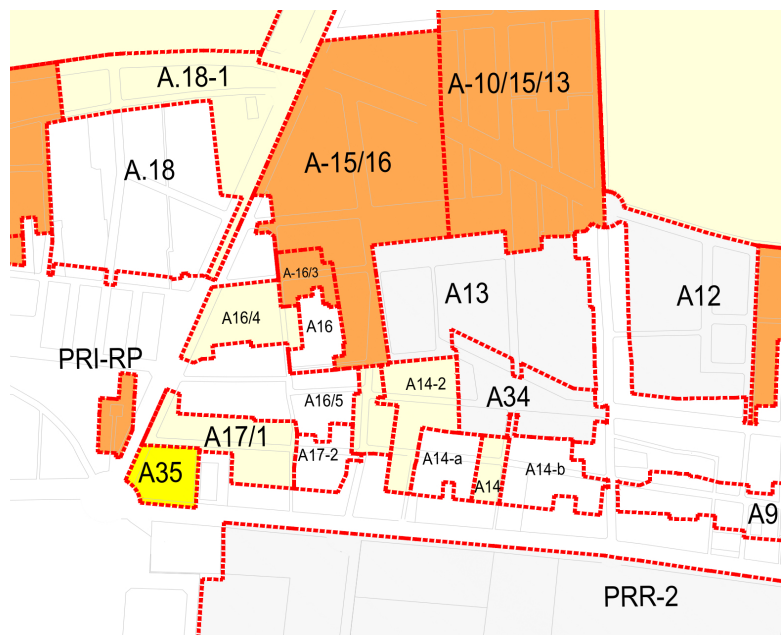 A.18-1
A-10/15/13
A.18
A-15/16
A-16/3
A13
A12
A16/4
A16
PRI-RP
A14-2
A16/5
A34
A17/1
A17-2
A35
A14-a
A14-b
A14
A9
PRR-2